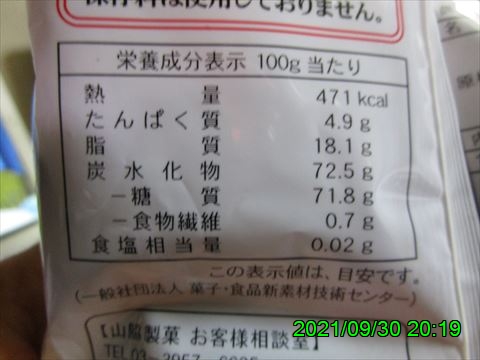 保存料は使用しておりません。
栄養成分表示 100g 当たり
熱量 471 kcal
たんぱく質 4.9 g
脂質 18.1 g
炭水化物 72.5 g
−糖質 71.8 g
−食物繊維 0.7 g
食塩相当量 0.02 g
この表示値は、目安です。
(一般社団法人 菓子・食品新素材技術センター)
【山脇製菓 お客様相談室】
2021/09/30 20:19